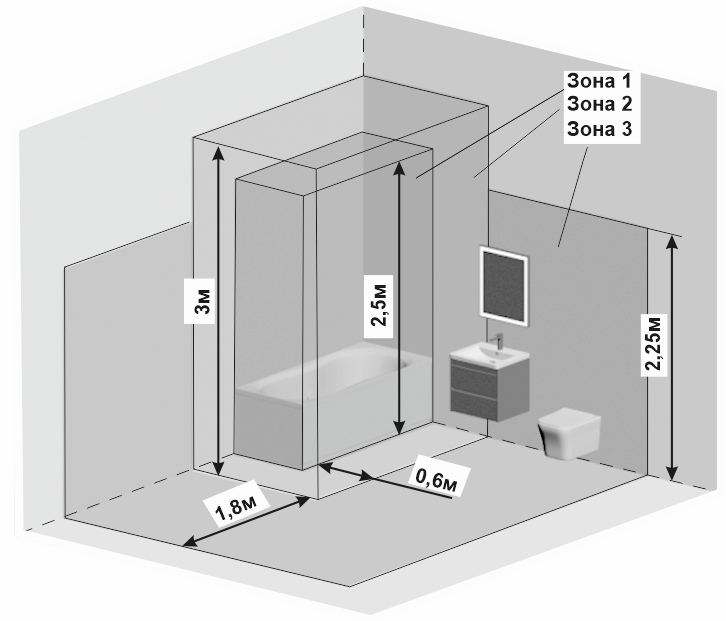 Зона 1
Зона 2
Зона 3
3м
2,5м
2,25м
0,6м
1,8м